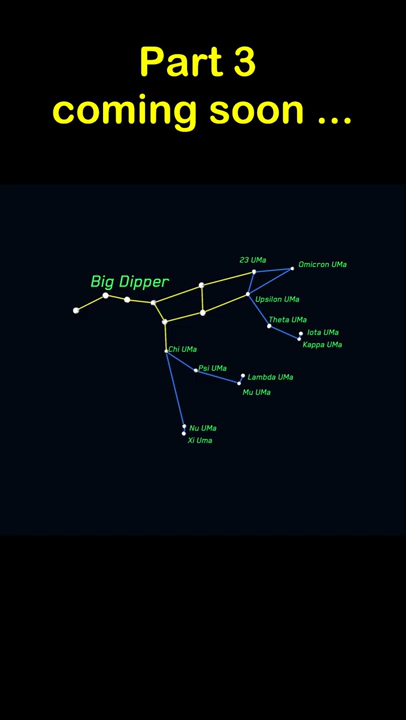 Part 3
coming soon ...
23 UMa
Omicron UMa
Big Dipper
Upsilon UMa
Theta UMa
Iota UMa
Kappa UMa
Chi UMa
Psi UMa
Lambda UMa
Mu UMa
Nu UMa
Xi Uma